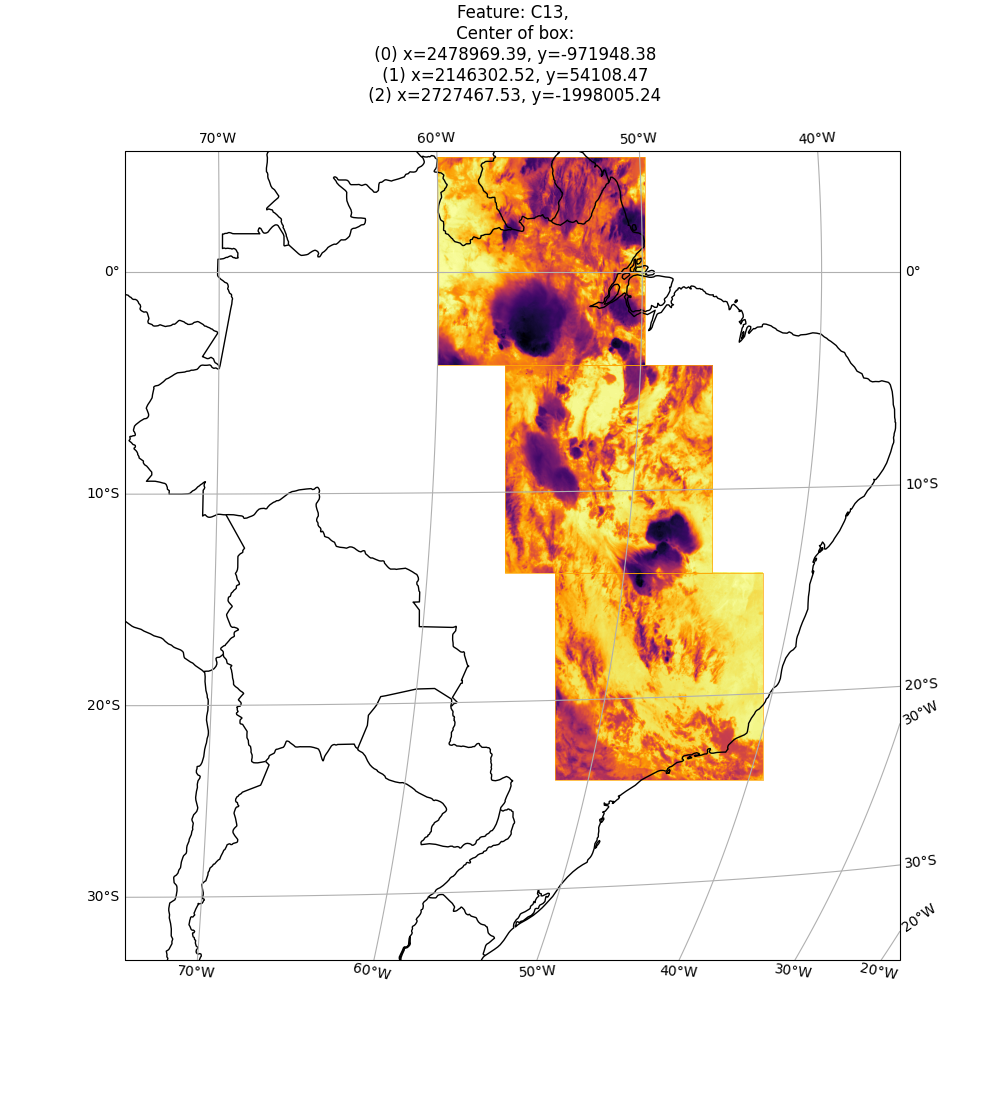 Feature: C13,
Center of box:
(0) x=2478969.39, y=-971948.38
(1) x=2146302.52, y=54108.47
(2) x=2727467.53, y=-1998005.24
70°W 60°W 50°W 40°W
0° 0°
10°S 10°S
20°S 20°S
30°W
30°S 30°S
20°W
70°W 60°W 50°W 40°W 30°W 20°W